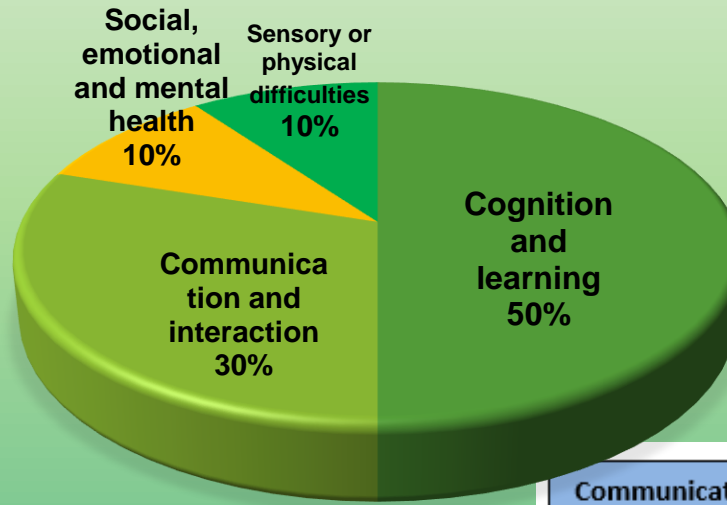 Social,
emotional
and mental
health
10%
Sensory or
physical
difficulties
10%
Cognition
and
learning
50%
Communica
tion and
interaction
30%
Communicat